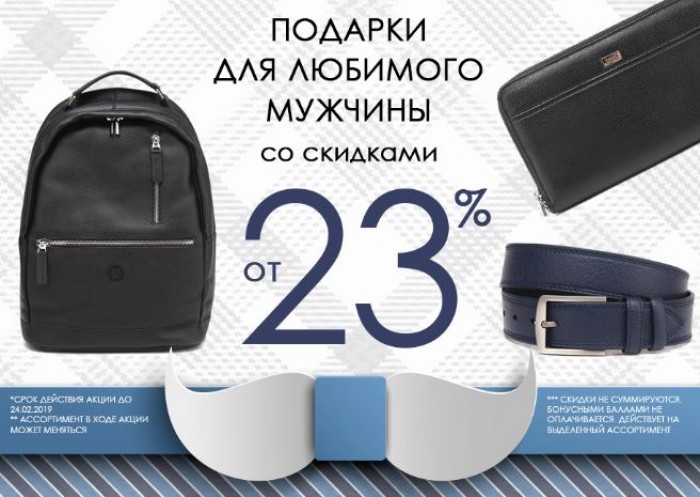 ПОДАРКИ
ДЛЯ ЛЮБИМОГО
МУЖЧИНЫ
СО СКИДКАМИ
ОТ 23%
*СРОК ДЕЙСТВИЯ АКЦИИ ДО
24.02.2019
** АССОРТИМЕНТ В ХОДЕ АКЦИИ
МОЖЕТ МЕНЯТЬСЯ
*** СКИДКИ НЕ СУММИРУЮТСЯ,
БОНУСНЫМИ БАЛЛАМИ НЕ
ОПЛАЧИВАЕТСЯ. ДЕЙСТВУЕТ НА
ВЫДЕЛЕННЫЙ АССОРТИМЕНТ